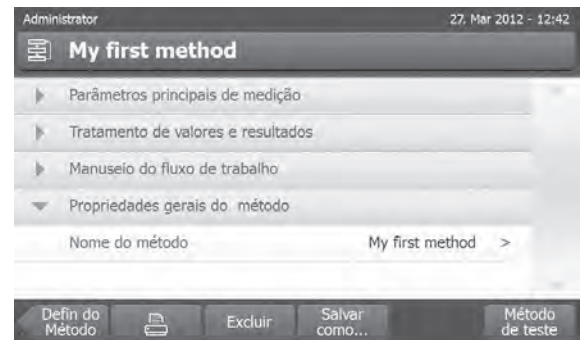 Administrator 27. Mar 2012 - 12:42
My first method
Parâmetros principais de medição
Tratamento de valores e resultados
Manuseio do fluxo de trabalho
Propriedades gerais do método
Nome do método My first method >
Defin do
Método
Excluir
Salvar
como...
Método
de teste